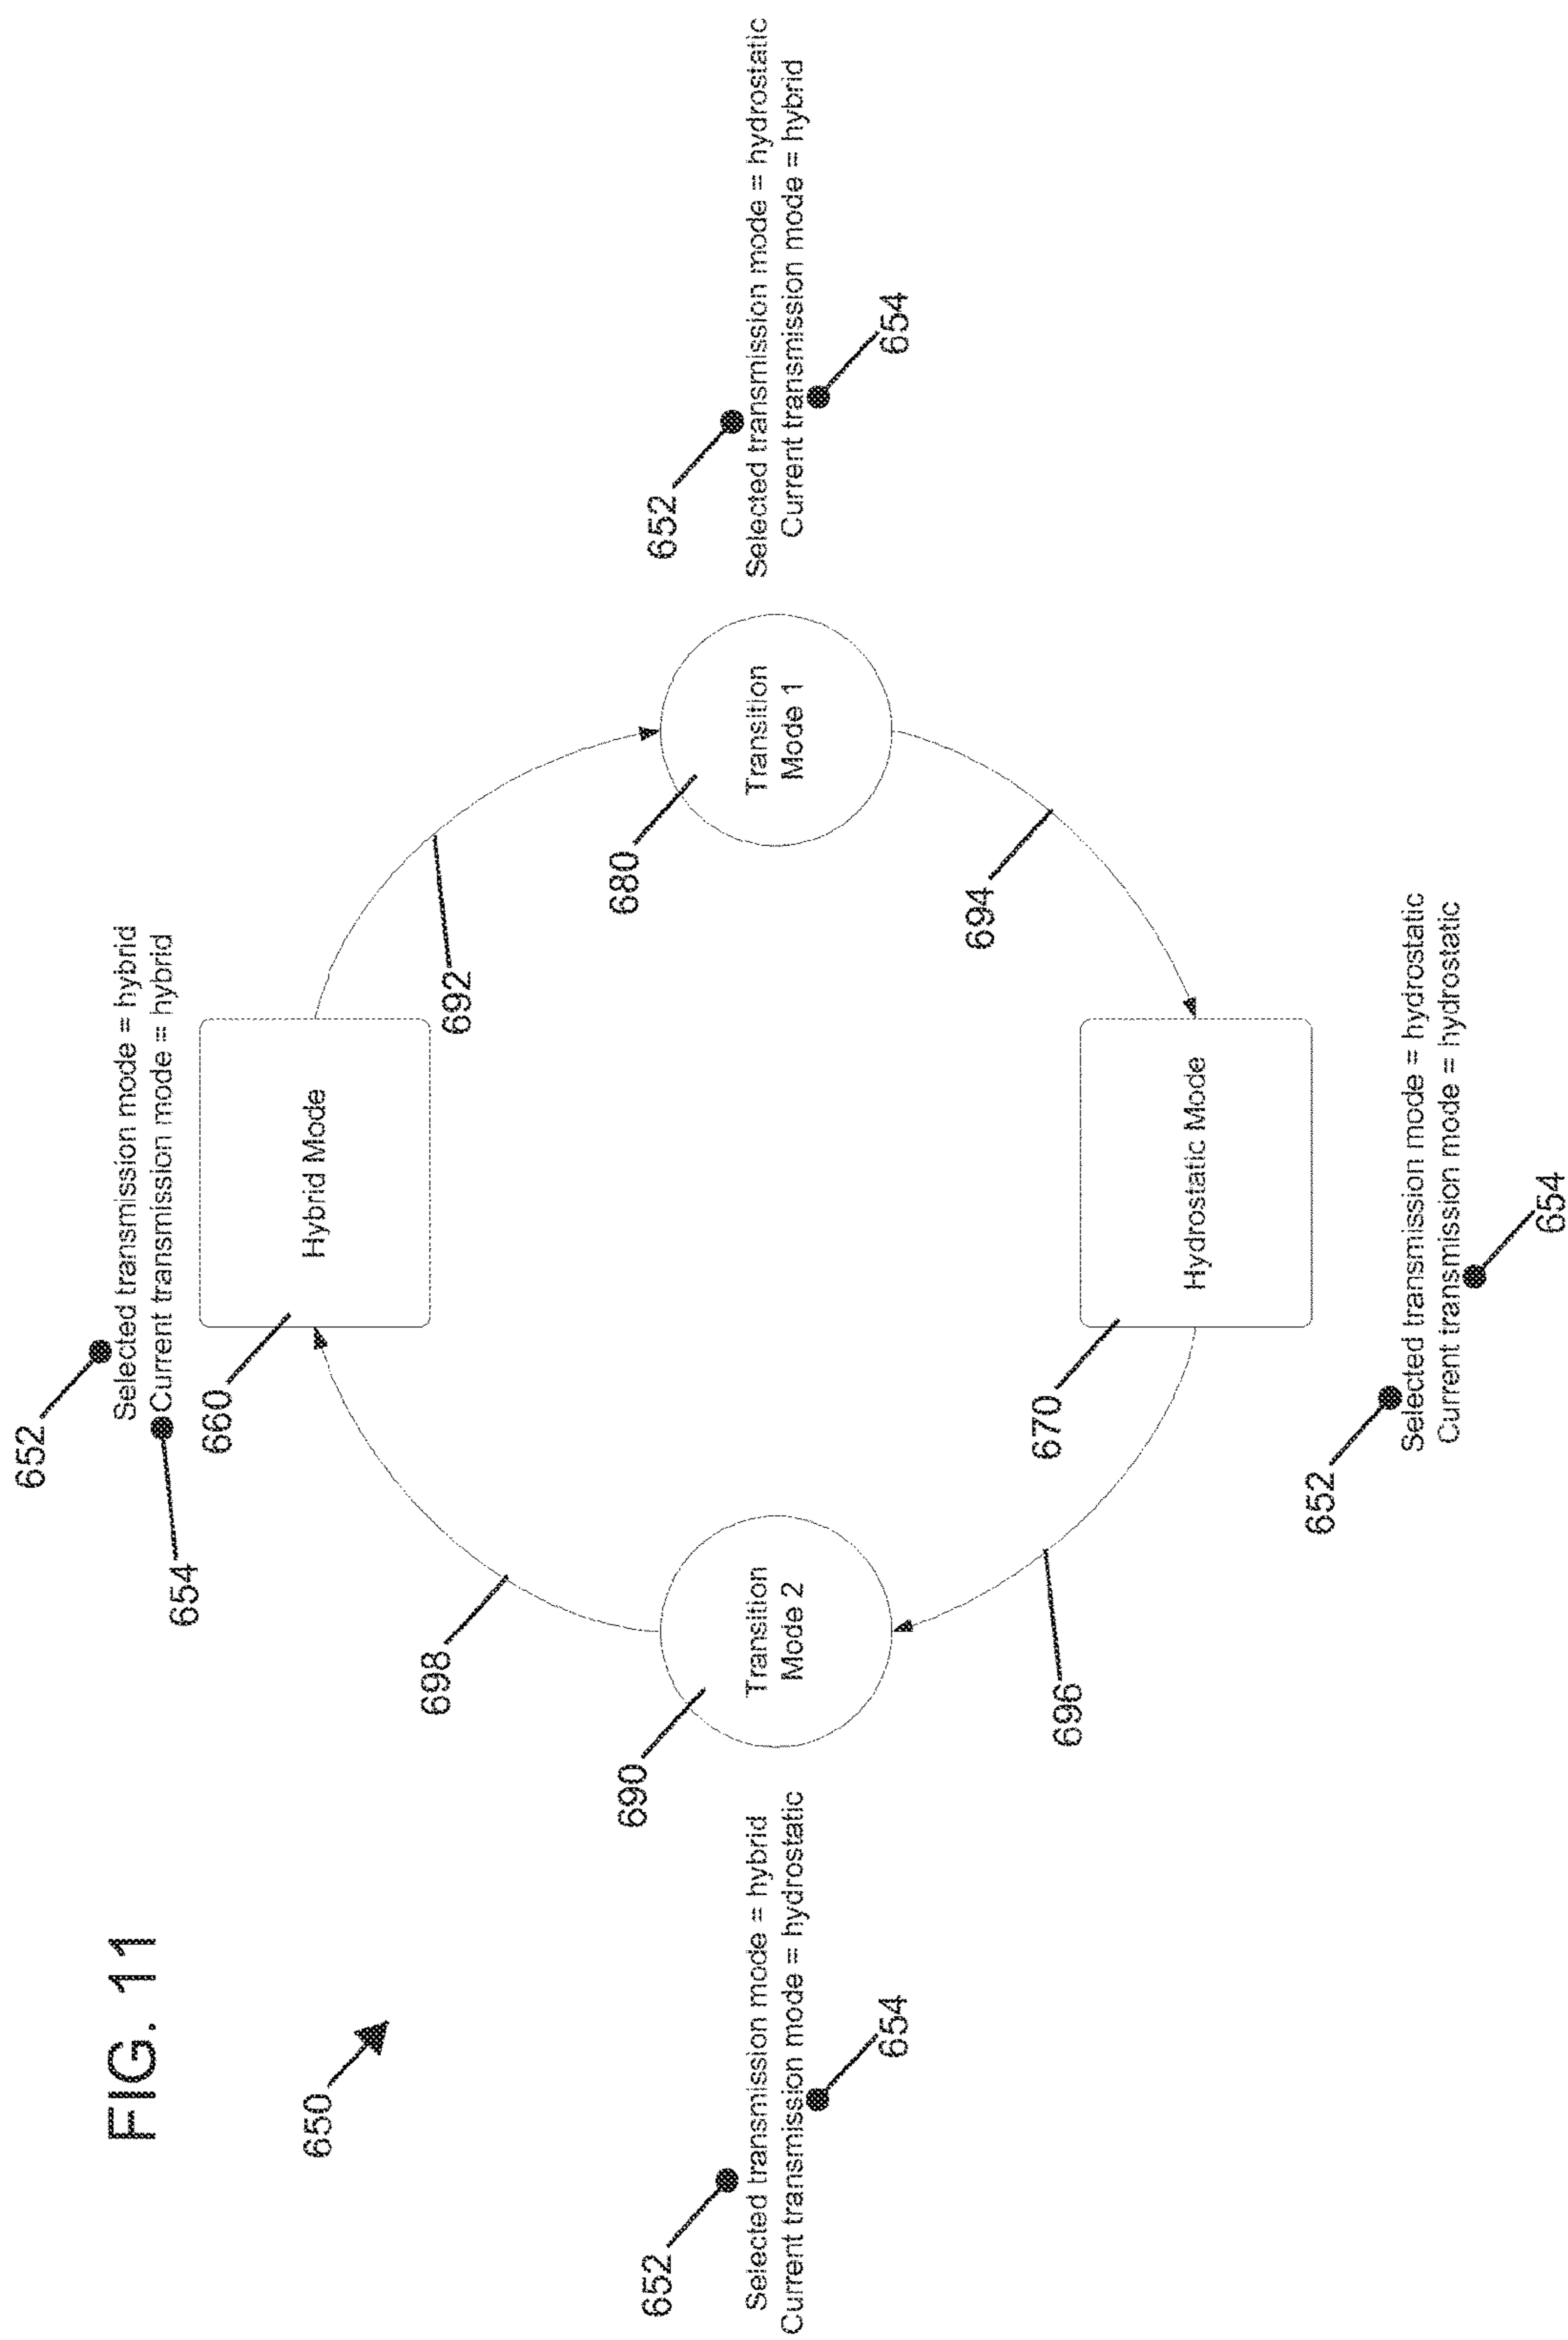 FIG. 11
650
652
Selected transmission mode = hybrid
Current transmission mode = hybrid
654
660
Hybrid Mode
692
698
690
Transition
Mode 2
652
Selected transmission mode = hybrid
Current transmission mode = hydrostatic
654
680
Transition
Mode 1
652
Selected transmission mode = hydrostatic
Current transmission mode = hybrid
654
694
696
670
Hydrostatic Mode
652
Selected transmission mode = hydrostatic
Current transmission mode = hydrostatic
654